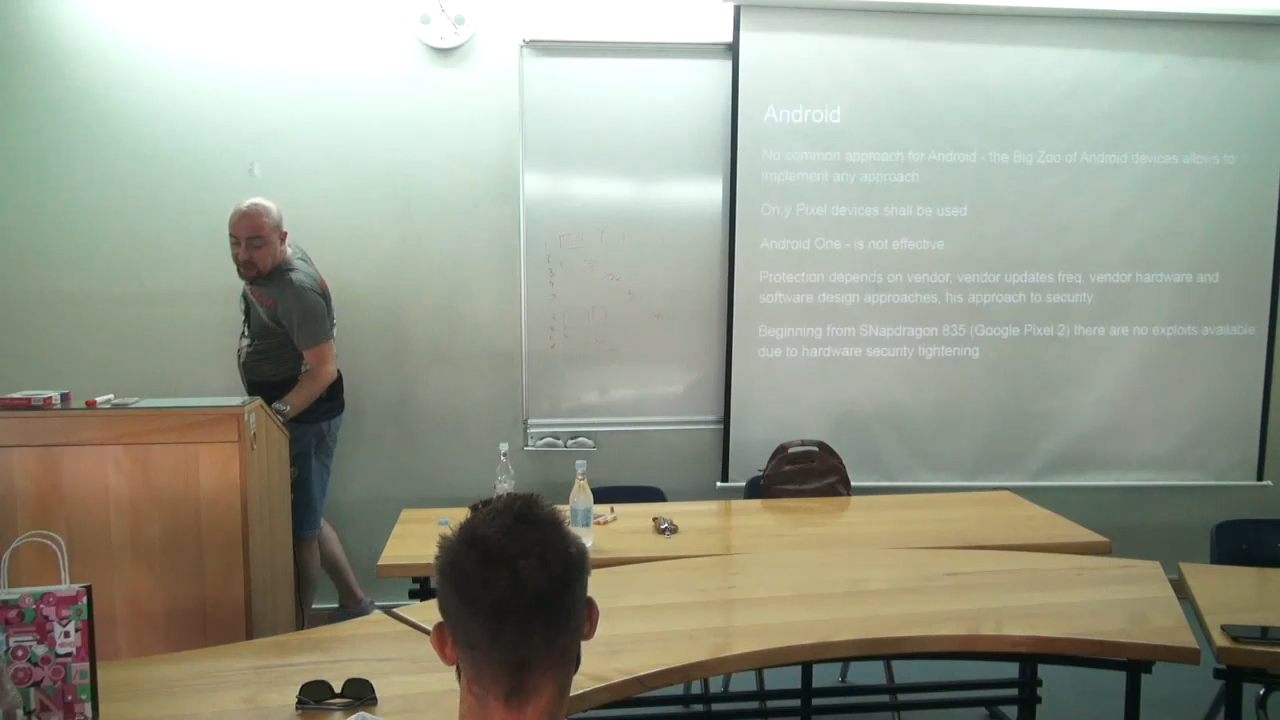 Android
No common approach for Android - the Big Zoo of Android devices allows to
implement any approach
Only Pixel devices shall be used
Android One - is not effective
Protection depends on vendor, vendor updates freq, vendor hardware and
software design approaches, his approach to security
Beginning from SNapdragon 835 (Google Pixel 2) there are no exploits available
due to hardware security tightening